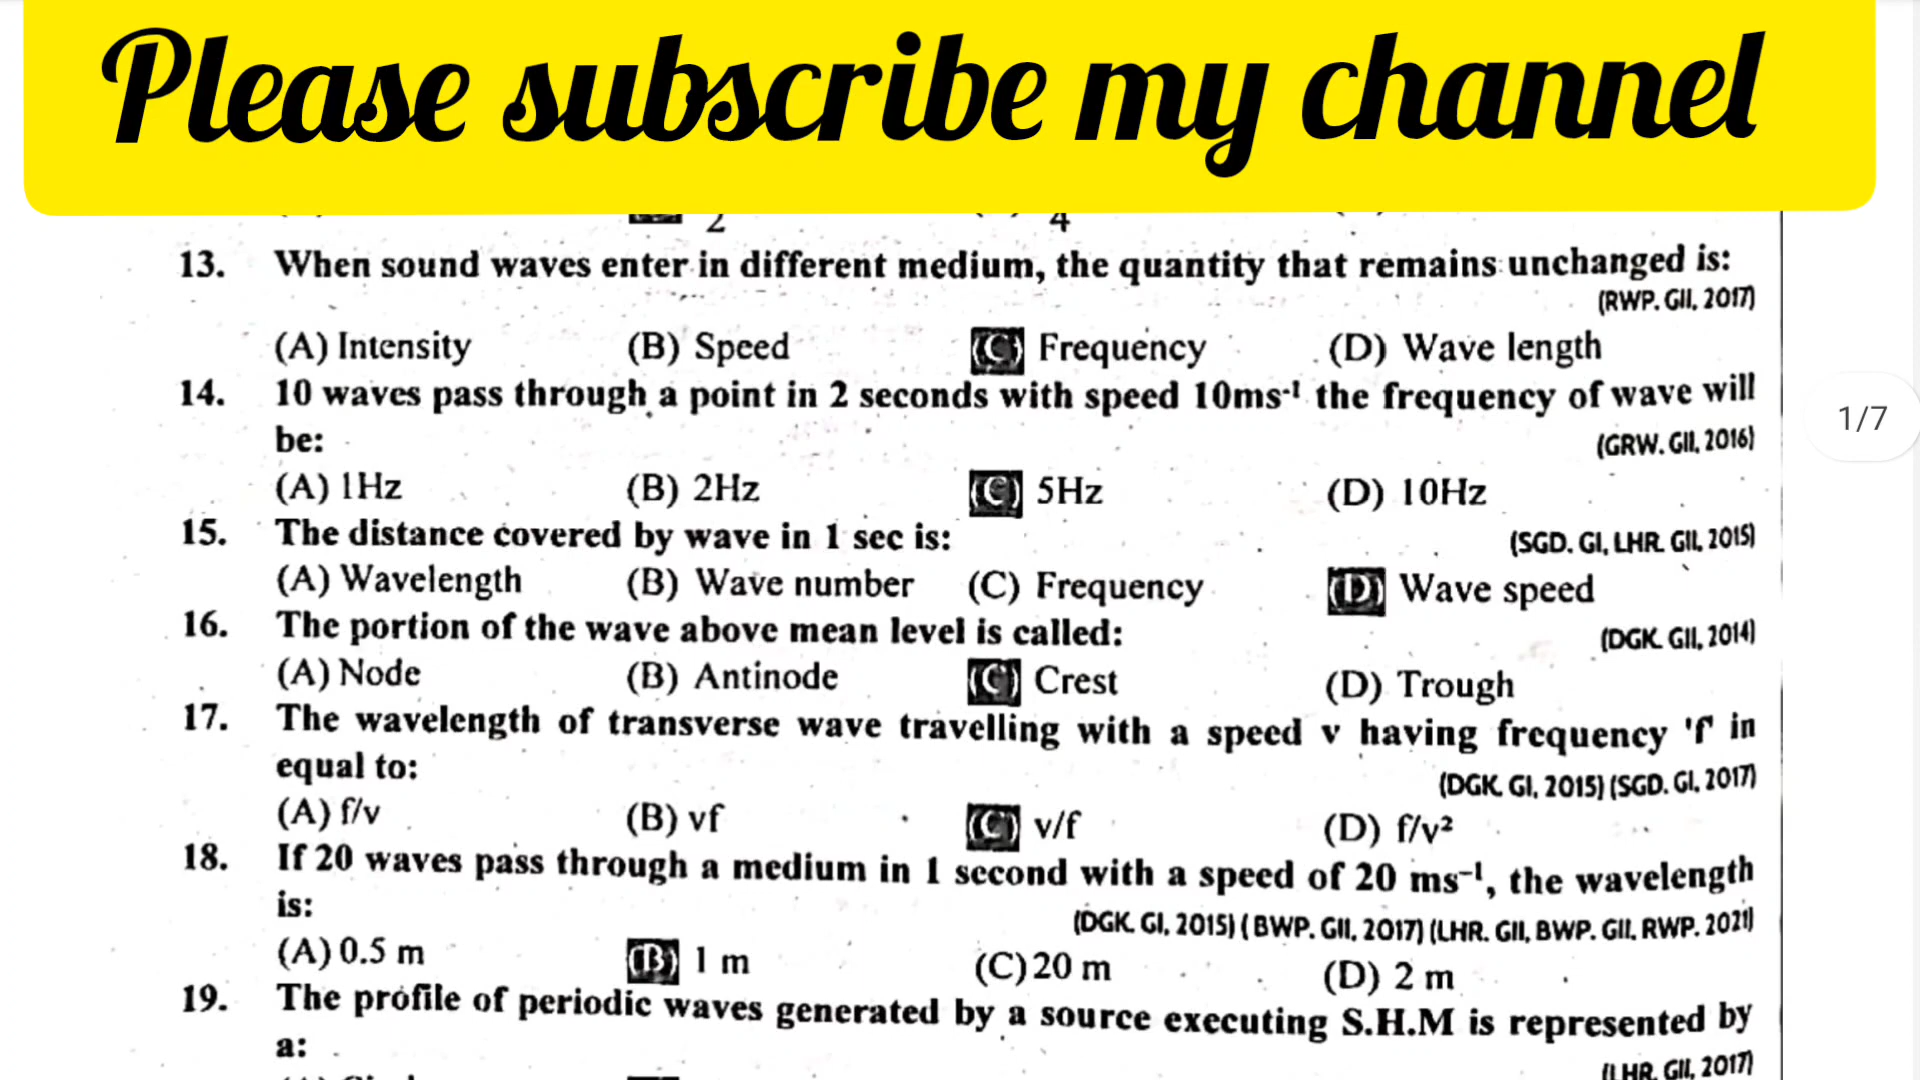 Please subscribe my channel
2 4
13. When sound waves enter in different medium, the quantity that remains unchanged is:
(RWP. GII, 2017)
(A) Intensity (B) Speed (C) Frequency (D) Wave length
14. 10 waves pass through a point in 2 seconds with speed 10ms⁻¹ the frequency of wave will
be: (GRW. GII, 2016)
(A) 1Hz (B) 2Hz (C) 5Hz (D) 10Hz
15. The distance covered by wave in 1 sec is: (SGD. GI, LHR. GII, 2015)
(A) Wavelength (B) Wave number (C) Frequency (D) Wave speed
16. The portion of the wave above mean level is called: (DGK. GII, 2014)
(A) Node (B) Antinode (C) Crest (D) Trough
17. The wavelength of transverse wave travelling with a speed v having frequency 'f' in
equal to: (DGK. GI, 2015) (SGD. GI, 2017)
(A) f/v (B) vf (C) v/f (D) f/v²
18. If 20 waves pass through a medium in 1 second with a speed of 20 ms⁻¹, the wavelength
is: (DGK. GI, 2015) (BWP. GII, 2017) (LHR. GII, BWP. GII, RWP. 2021)
(A) 0.5 m (B) 1 m (C) 20 m (D) 2 m
19. The profile of periodic waves generated by a source executing S.H.M is represented by
a: (LHR. GII, 2017)
1/7